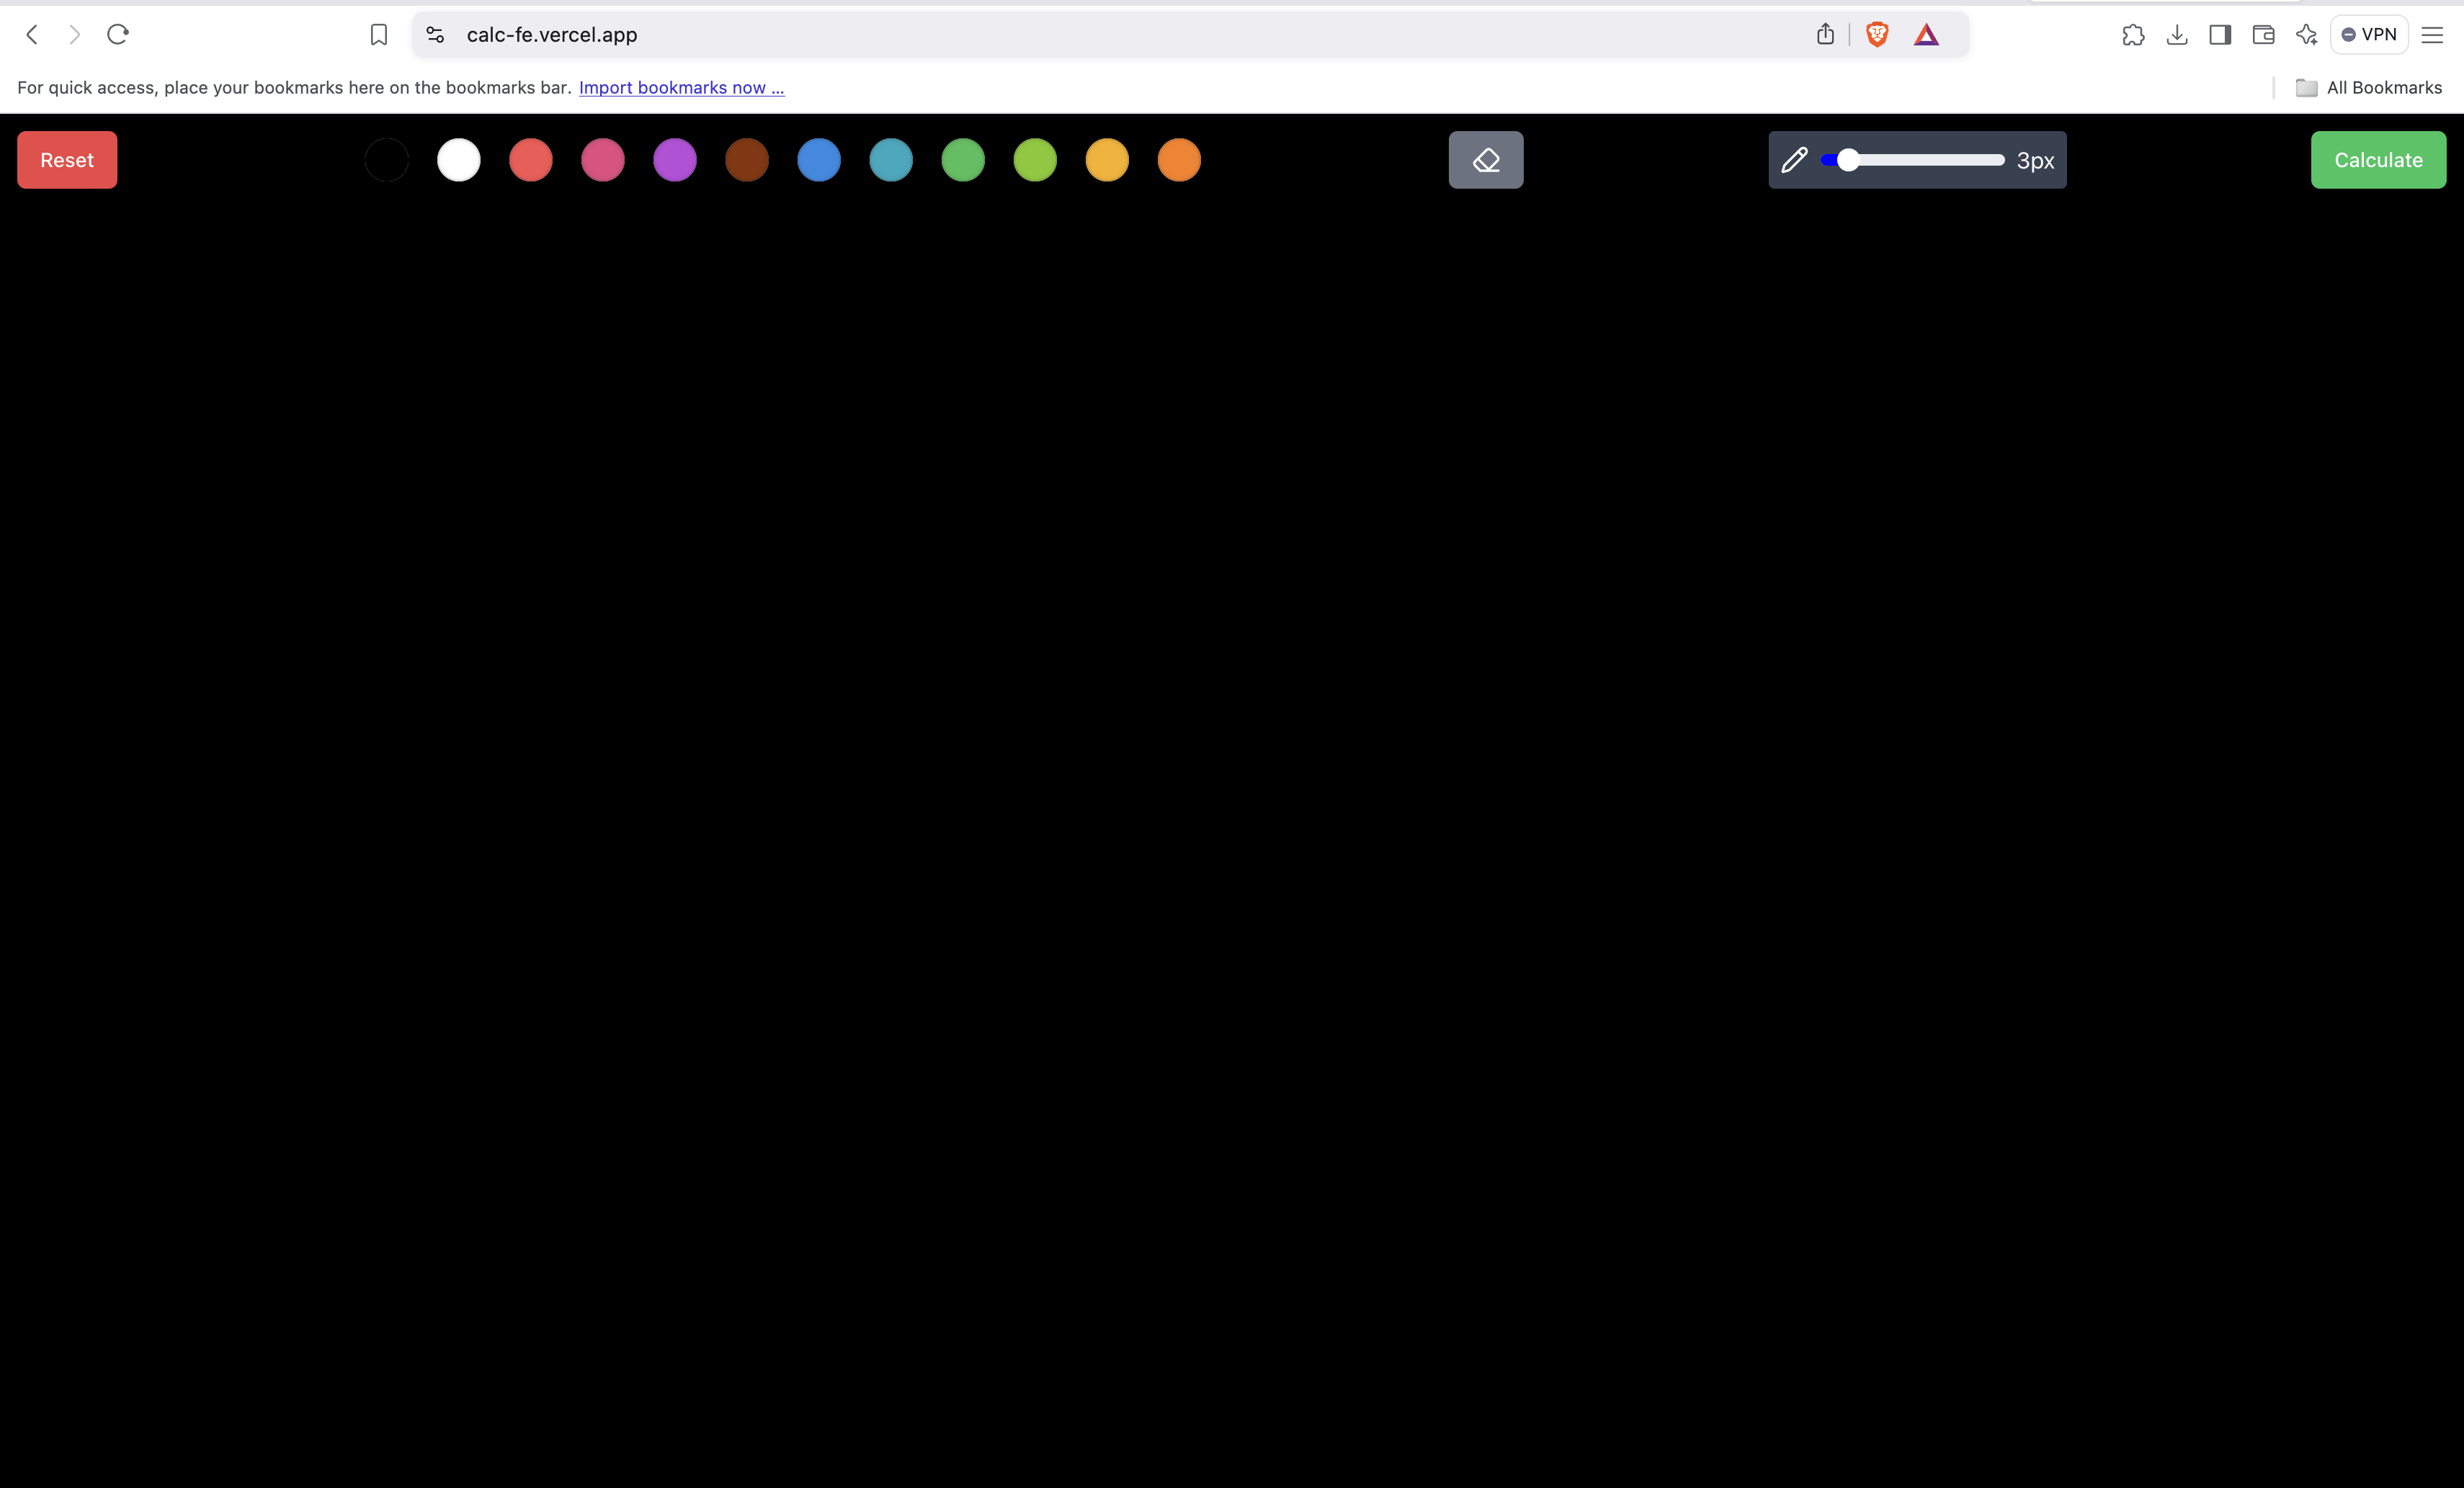 calc-fe.vercel.app
VPN
For quick access, place your bookmarks here on the bookmarks bar. Import bookmarks now ...
All Bookmarks
Reset
3px
Calculate